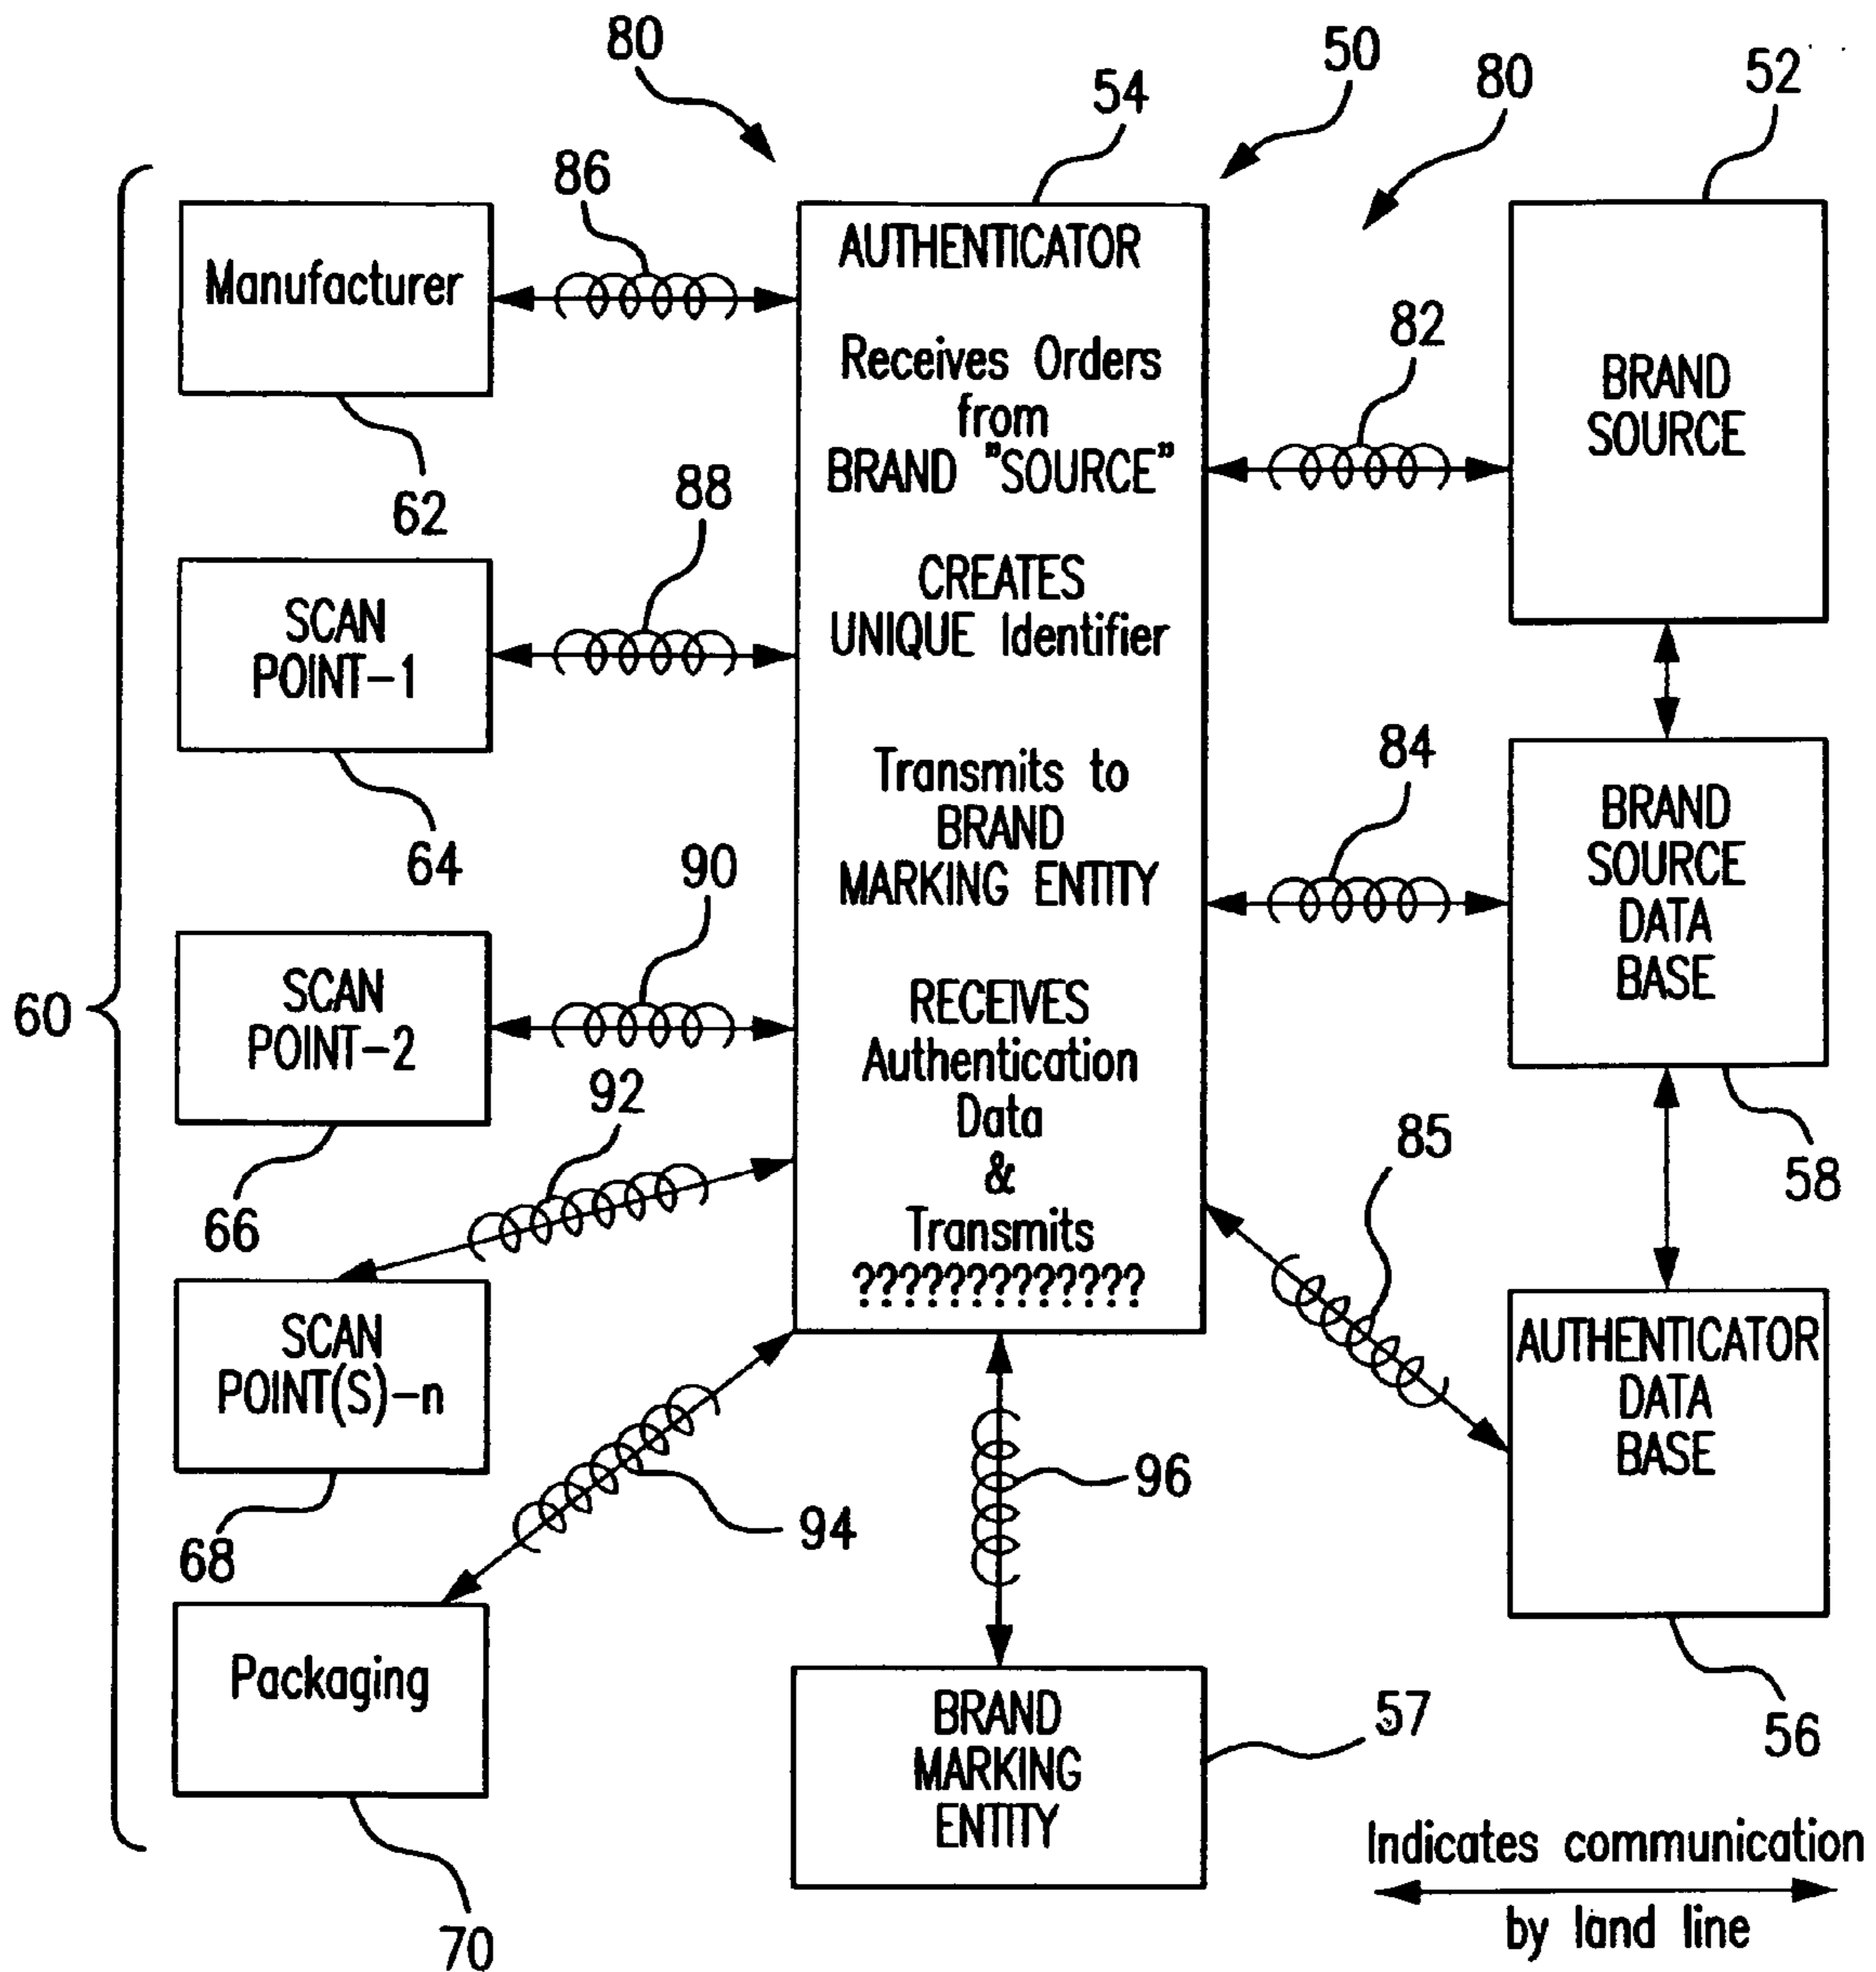 80
50
80
52
54
86
Manufacturer
62
88
SCAN
POINT-1
64
90
SCAN
POINT-2
92
66
SCAN
POINT(S)-n
68
94
Packaging
70
60
AUTHENTICATOR
Receives Orders
from
BRAND "SOURCE"
CREATES
UNIQUE Identifier
Transmits to
BRAND
MARKING ENTITY
RECEIVES
Authentication
Data
&
Transmits
?????????????
96
BRAND
MARKING
ENTITY
57
82
BRAND
SOURCE
84
BRAND
SOURCE
DATA
BASE
58
85
AUTHENTICATOR
DATA
BASE
56
Indicates communication
by land line